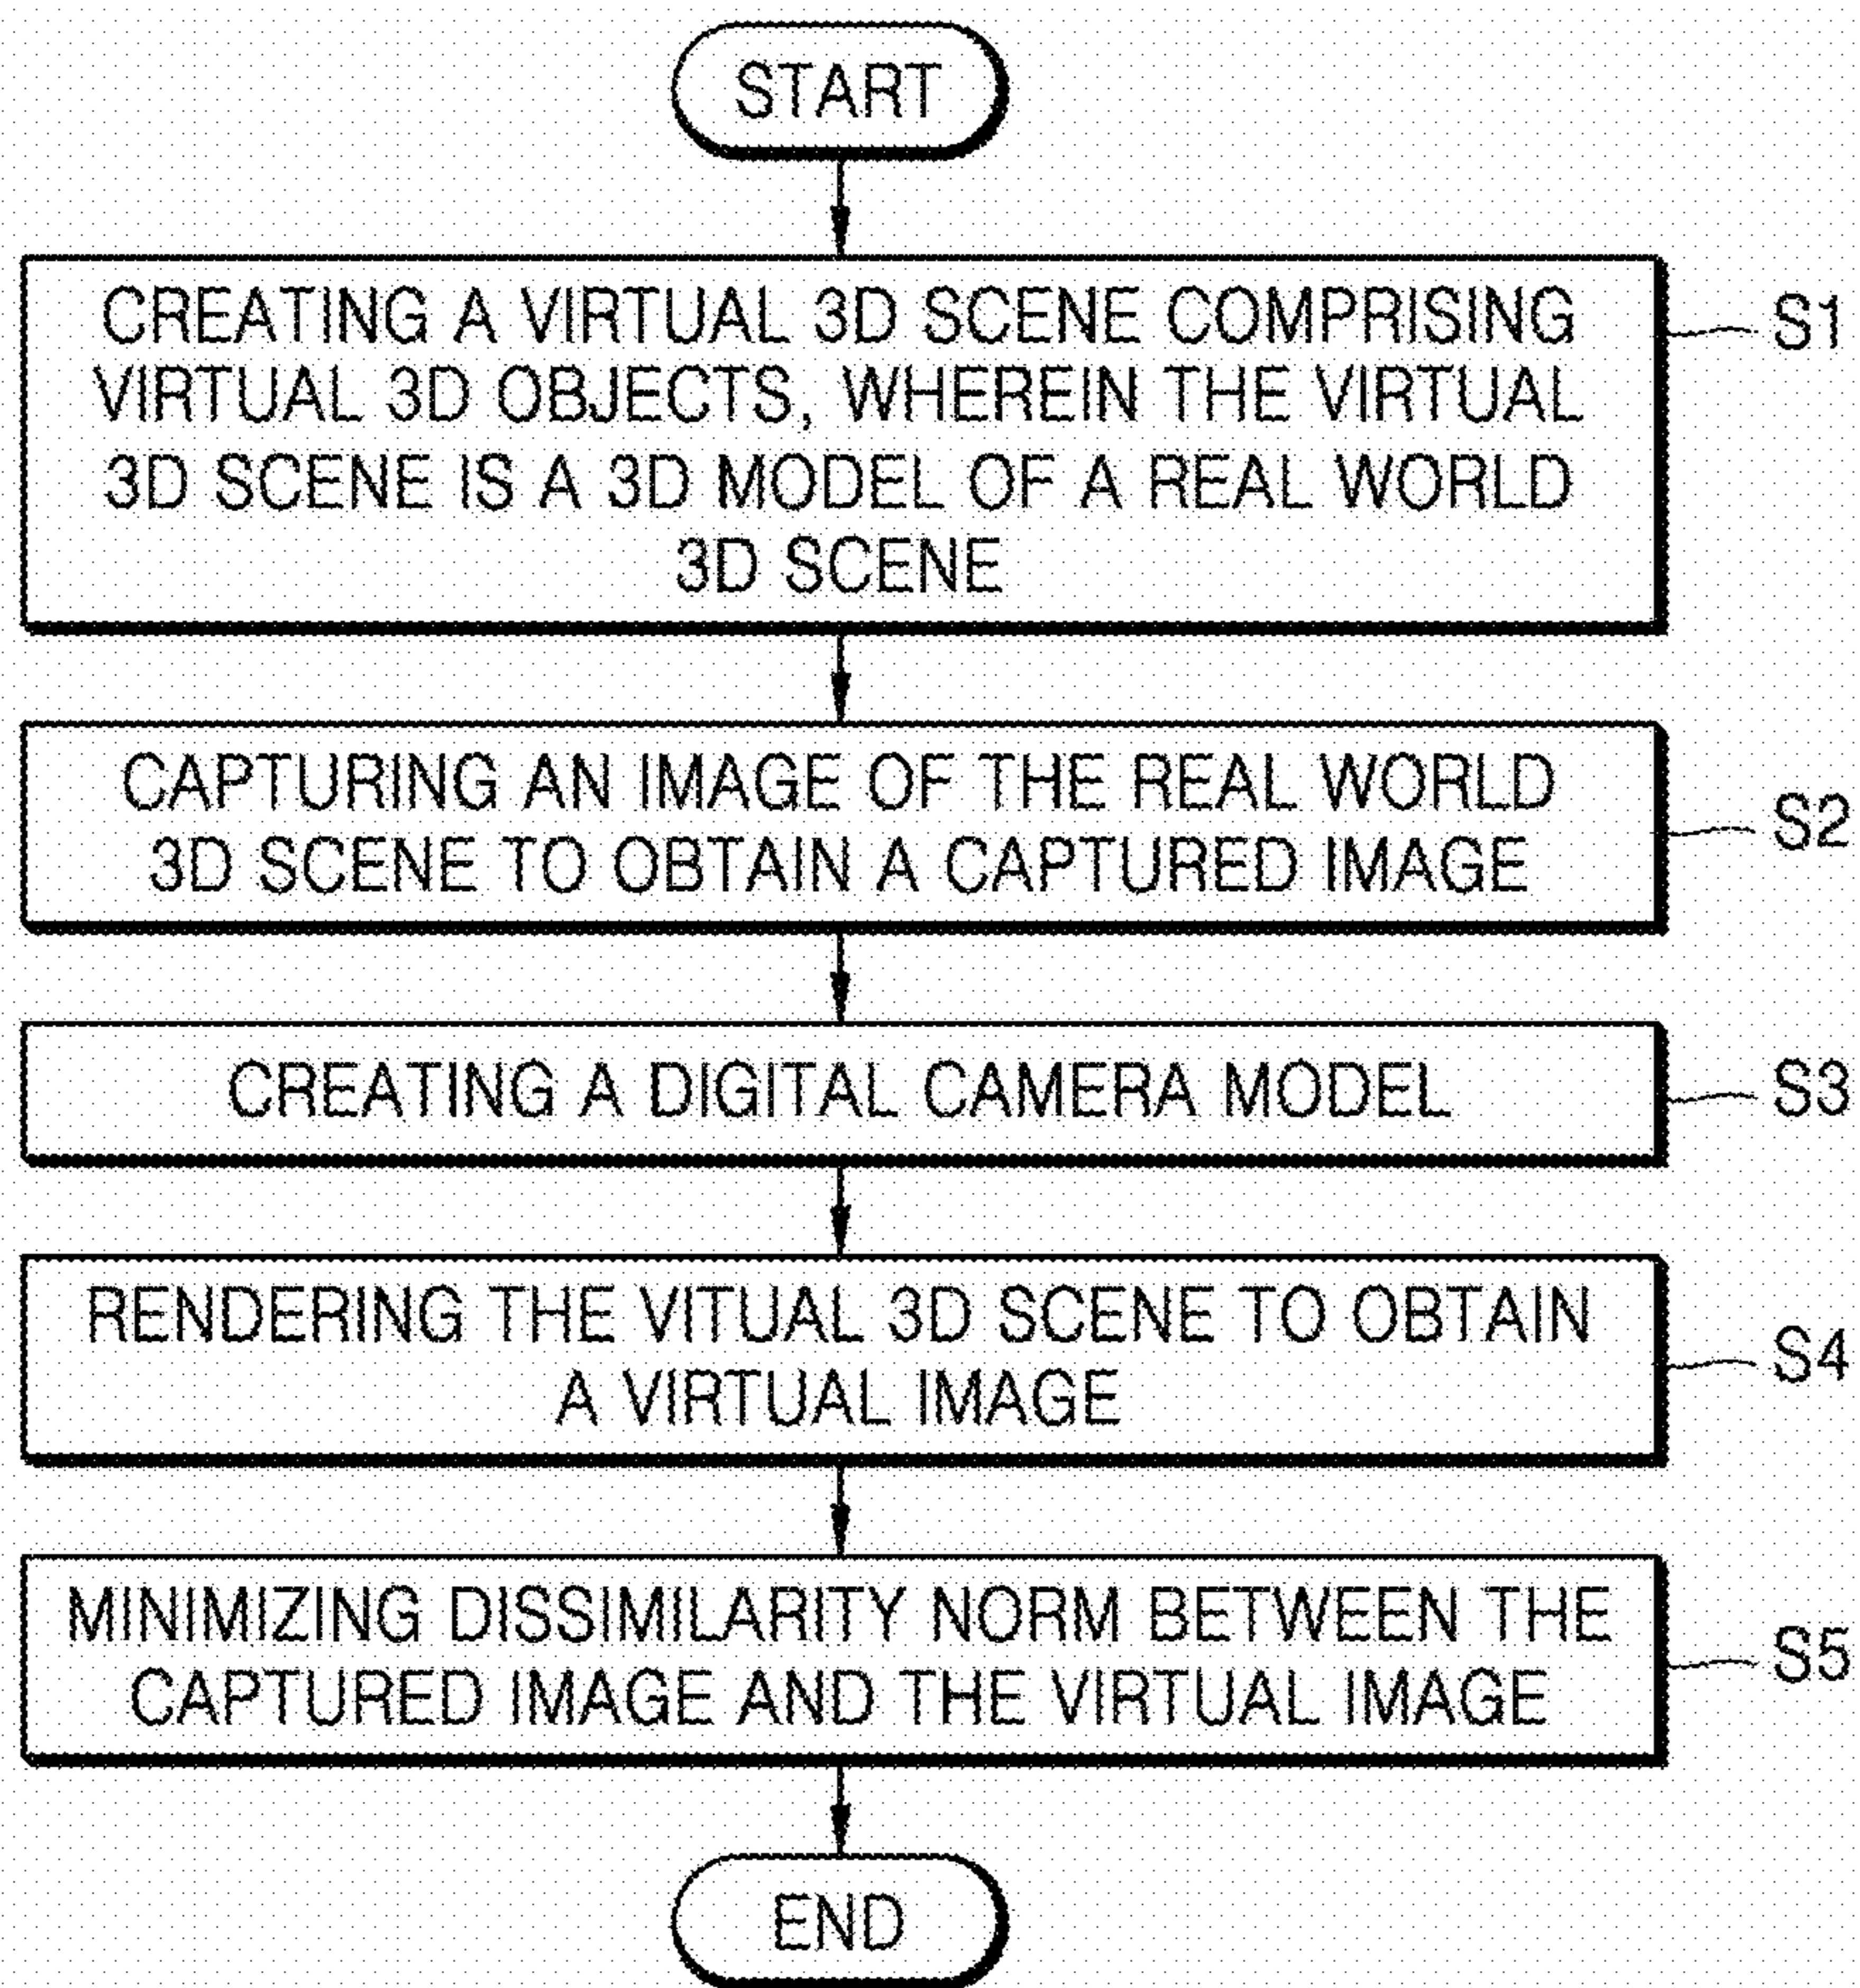 START
CREATING A VIRTUAL 3D SCENE COMPRISING
VIRTUAL 3D OBJECTS, WHEREIN THE VIRTUAL
3D SCENE IS A 3D MODEL OF A REAL WORLD
3D SCENE
S1
CAPTURING AN IMAGE OF THE REAL WORLD
3D SCENE TO OBTAIN A CAPTURED IMAGE
S2
CREATING A DIGITAL CAMERA MODEL
S3
RENDERING THE VITUAL 3D SCENE TO OBTAIN
A VIRTUAL IMAGE
S4
MINIMIZING DISSIMILARITY NORM BETWEEN THE
CAPTURED IMAGE AND THE VIRTUAL IMAGE
S5
END